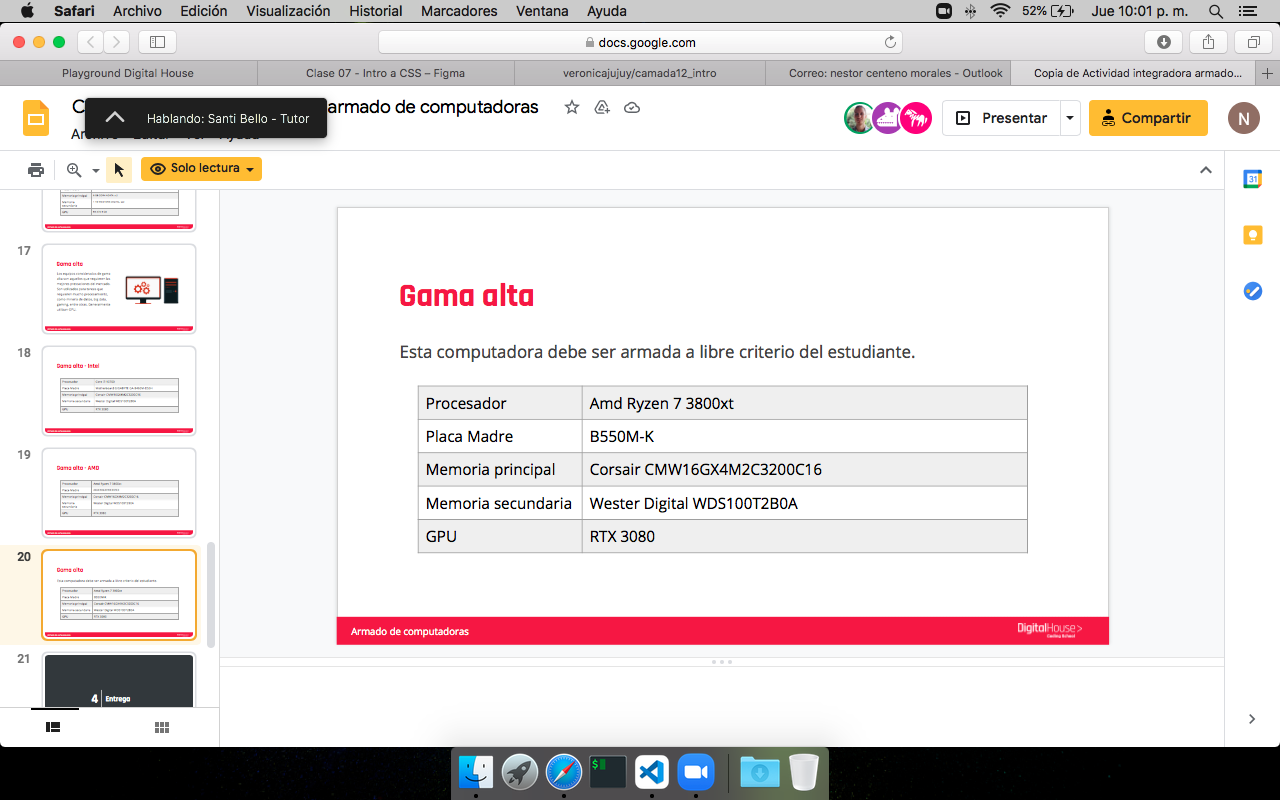 Safari Archivo Edición Visualización Historial Marcadores Ventana Ayuda 52% Jue 10:01 p. m.
docs.google.com
Playground Digital House Clase 07 - Intro a CSS – Figma veronicajujuy/camada12_intro Correo: nestor centeno morales - Outlook Copia de Actividad integradora armado...
armado de computadoras
Hablando: Santi Bello - Tutor
Presentar Compartir N
Solo lectura
31
17
Gama alta
18
Gama alta - Intel
19
Gama alta - AMD
20
Gama alta
21
4 Entrega
Gama alta
Esta computadora debe ser armada a libre criterio del estudiante.
Procesador Amd Ryzen 7 3800xt
Placa Madre B550M-K
Memoria principal Corsair CMW16GX4M2C3200C16
Memoria secundaria Wester Digital WDS100T2B0A
GPU RTX 3080
Armado de computadoras
DigitalHouse>
Coding School